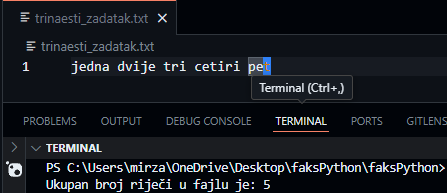 trinaesti_zadatak.txt
trinaesti_zadatak.txt
1 jedna dvije tri cetiri pet
Terminal (Ctrl+,)
PROBLEMS OUTPUT DEBUG CONSOLE TERMINAL PORTS GITLENS
TERMINAL
PS C:\Users\mirza\OneDrive\Desktop\faksPython\faksPython>
Ukupan broj riječi u fajlu je: 5